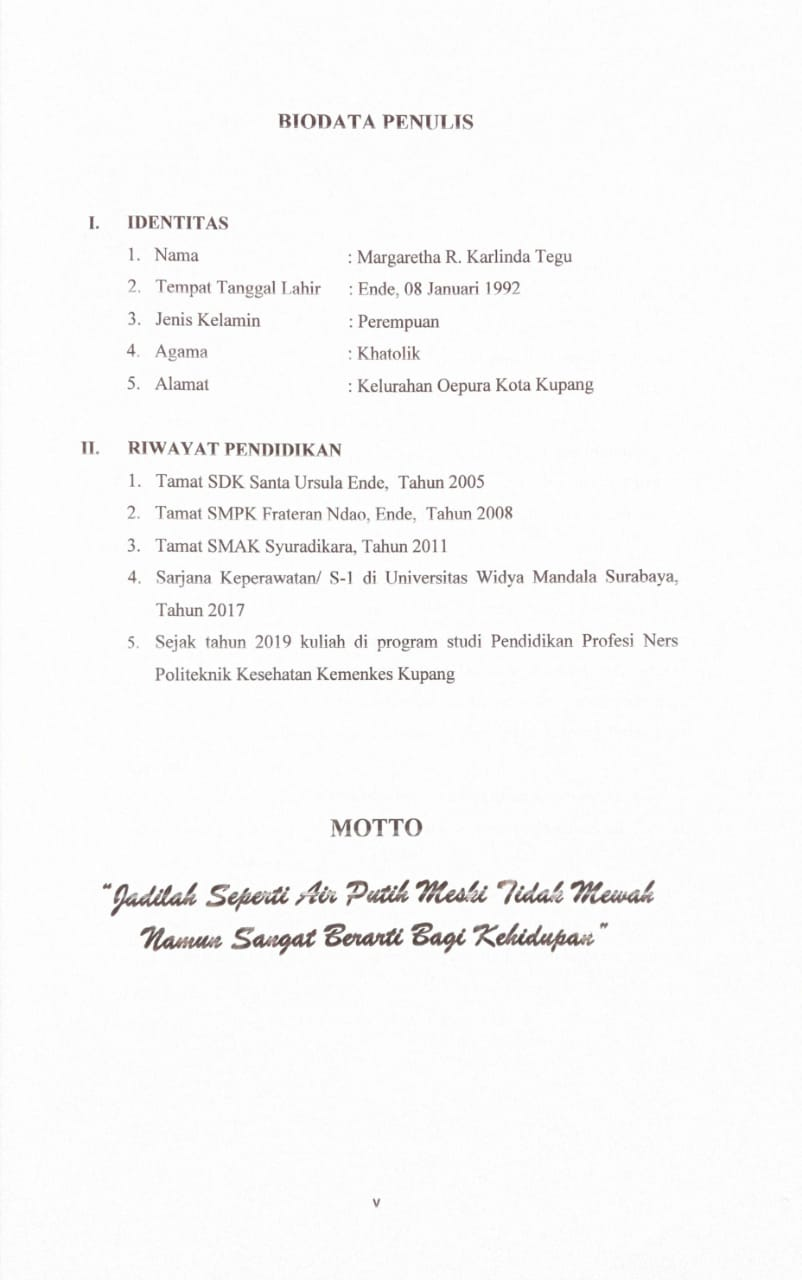 BIODATA PENULIS
I. IDENTITAS
1. Nama : Margaretha R. Karlinda Tegu
2. Tempat Tanggal Lahir : Ende, 08 Januari 1992
3. Jenis Kelamin : Perempuan
4. Agama : Khatolik
5. Alamat : Kelurahan Oepura Kota Kupang
II. RIWAYAT PENDIDIKAN
1. Tamat SDK Santa Ursula Ende, Tahun 2005
2. Tamat SMPK Frateran Ndao, Ende, Tahun 2008
3. Tamat SMAK Syuradikara, Tahun 2011
4. Sarjana Keperawatan/ S-1 di Universitas Widya Mandala Surabaya,
Tahun 2017
5. Sejak tahun 2019 kuliah di program studi Pendidikan Profesi Ners
Politeknik Kesehatan Kemenkes Kupang
MOTTO
"Jadilah Seperti Air Putih Meski Tidak Mewah
Namun Sangat Berarti Bagi Kehidupan"
v